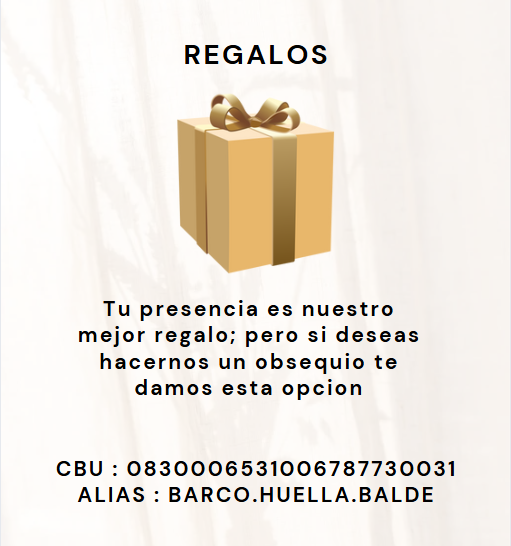 REGALOS
Tu presencia es nuestro
mejor regalo; pero si deseas
hacernos un obsequio te
damos esta opcion
CBU : 0830006531006787730031
ALIAS : BARCO.HUELLA.BALDE